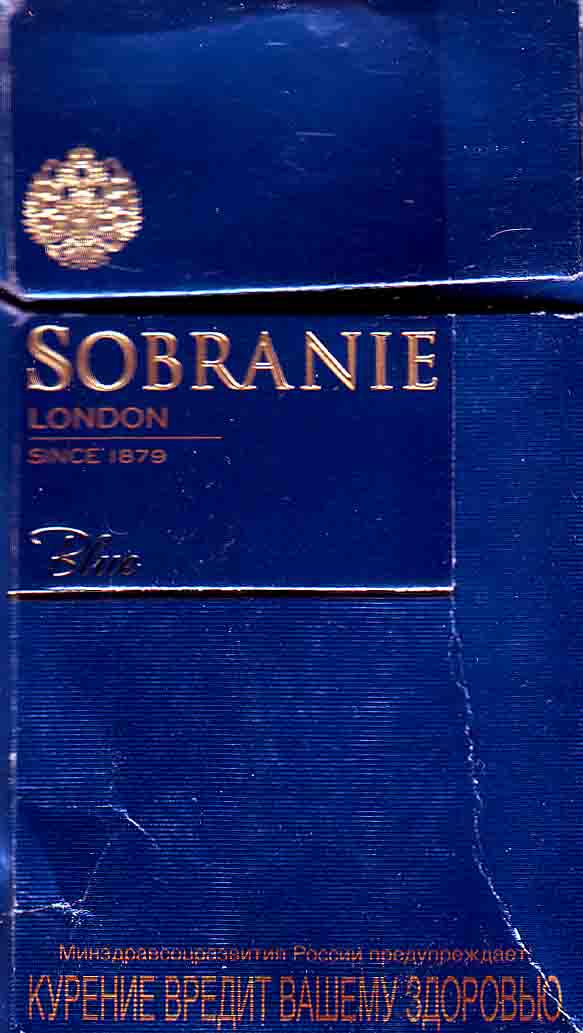 SOBRANIE
LONDON
SINCE 1879
Blue
Минздравсоцразвития России предупреждает:
КУРЕНИЕ ВРЕДИТ ВАШЕМУ ЗДОРОВЬЮ